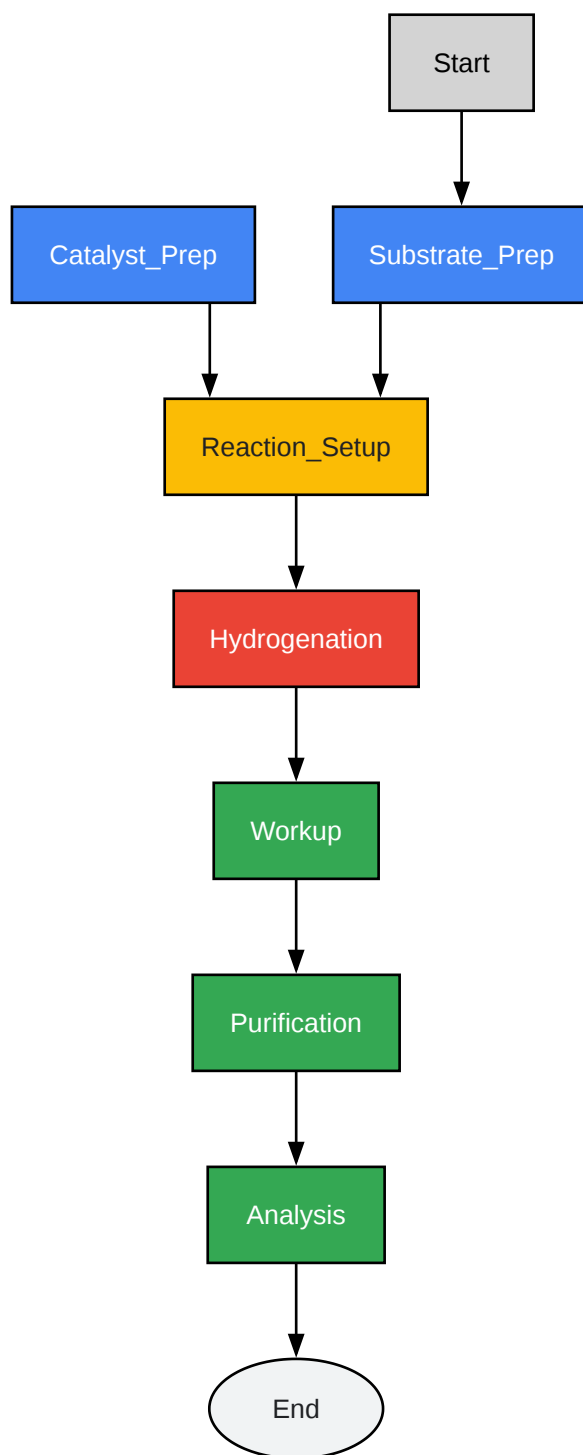 Start
Catalyst_Prep
Substrate_Prep
Reaction_Setup
Hydrogenation
Workup
Purification
Analysis
End